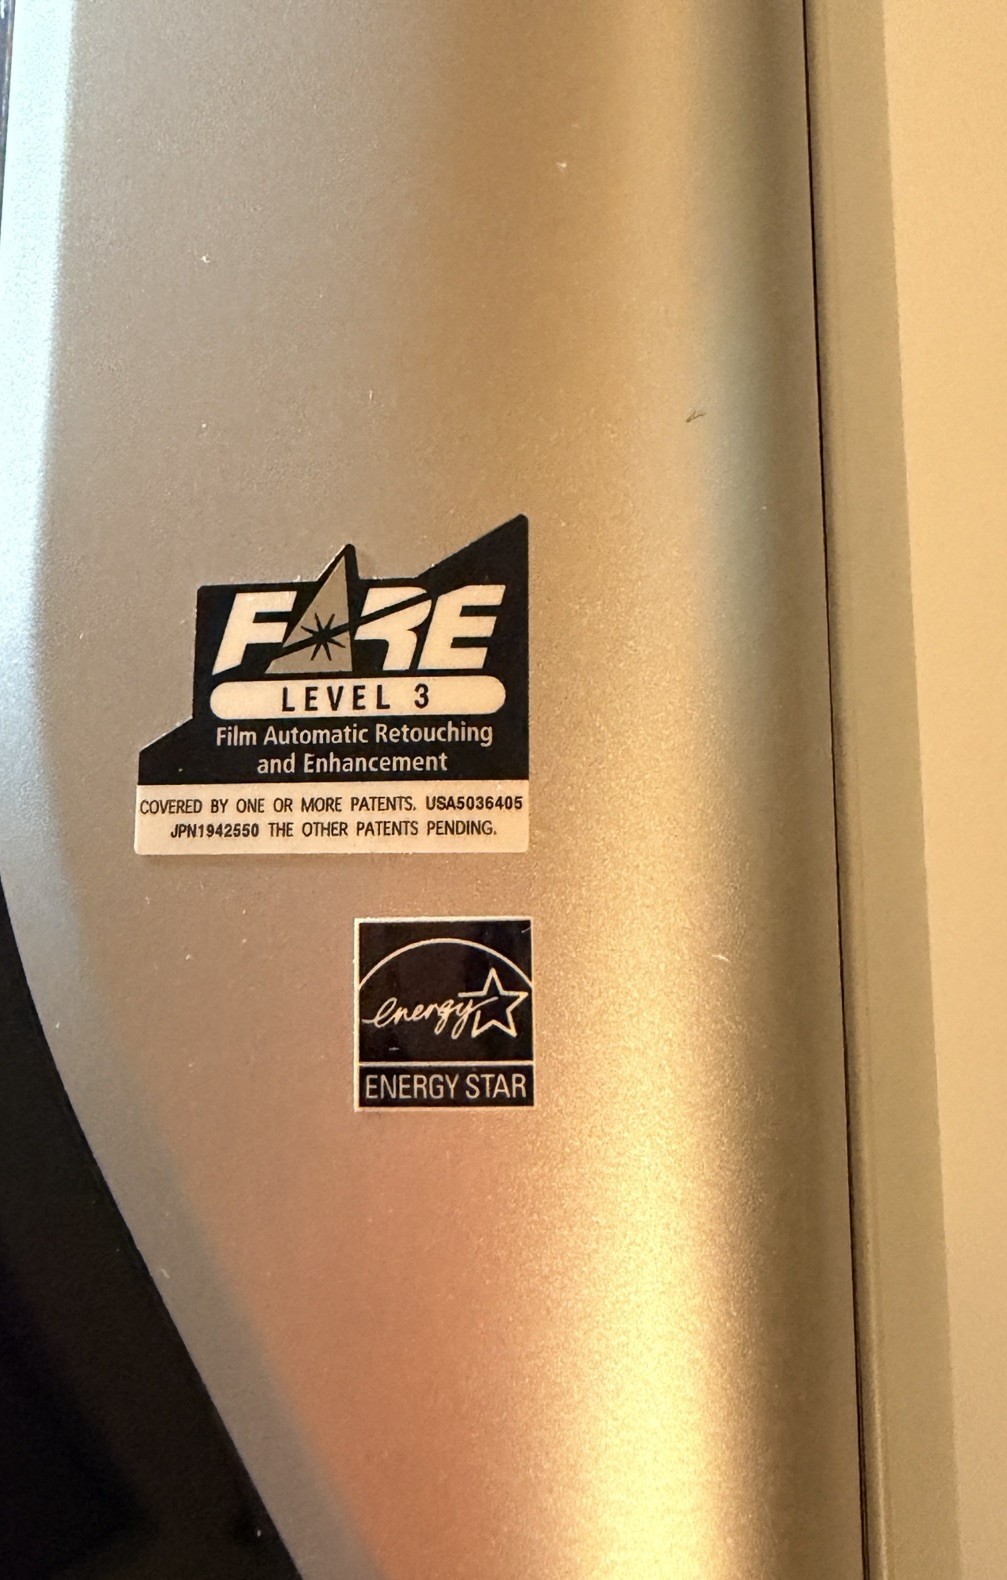 FARE
LEVEL 3
Film Automatic Retouching
and Enhancement
COVERED BY ONE OR MORE PATENTS. USA5036405
JPN1942550 THE OTHER PATENTS PENDING.
energy
ENERGY STAR